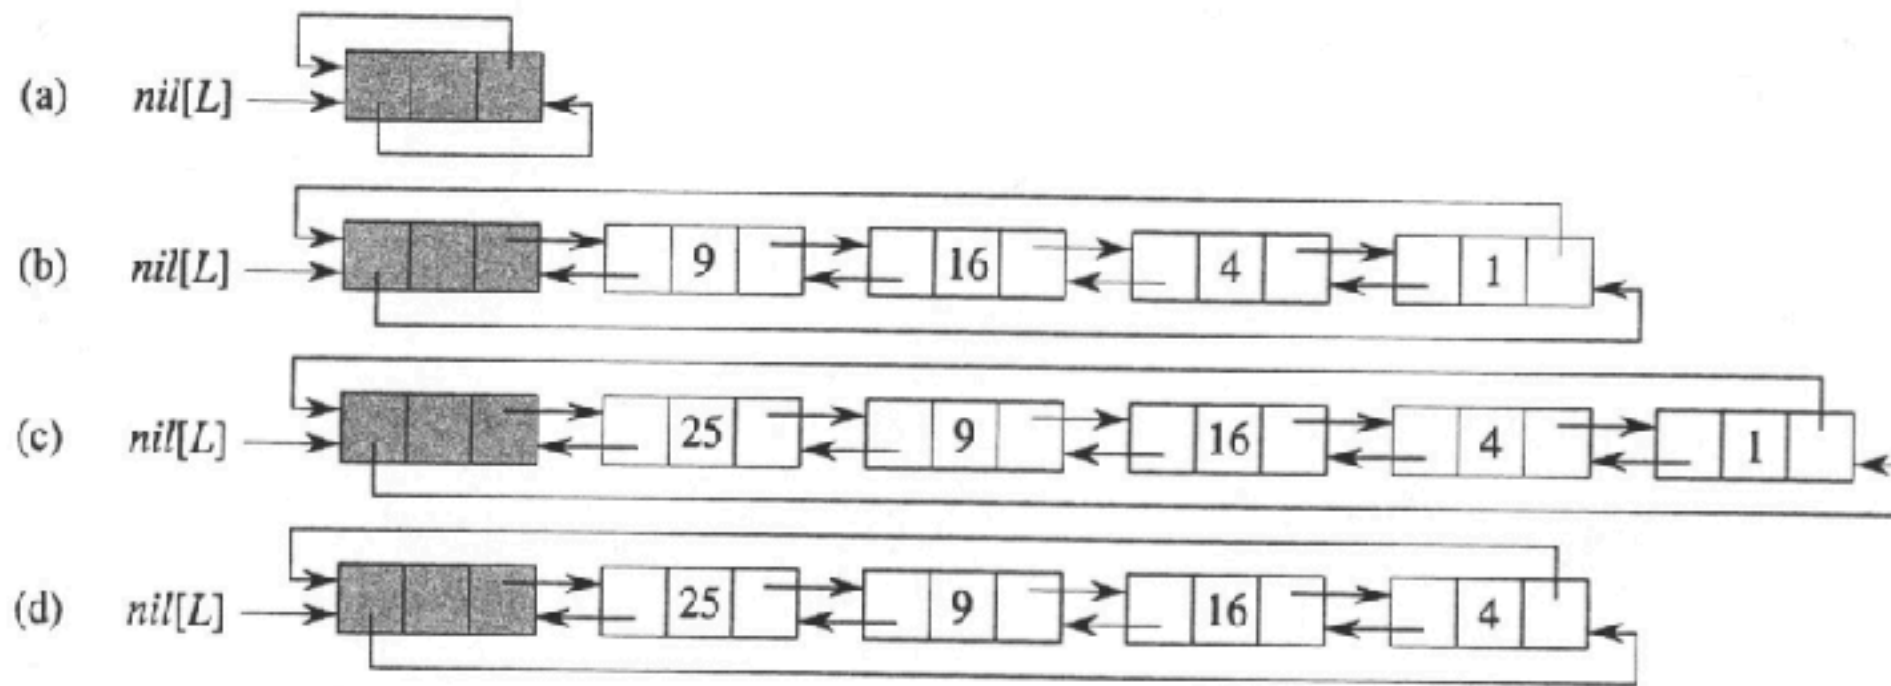 (a) nil[L]
(b) nil[L] 9 16 4 1
(c) nil[L] 25 9 16 4 1
(d) nil[L] 25 9 16 4